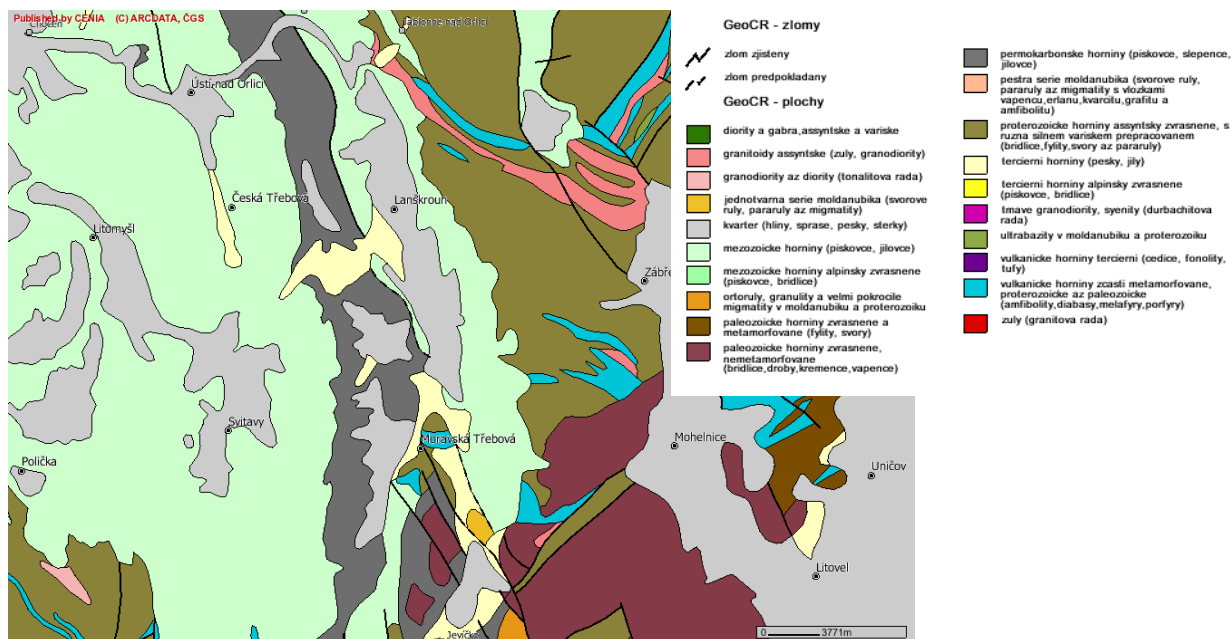 Published by CENIA (C) ARCDATA, ČGS
Choceň
Jablonné nad Orlicí
Ústí nad Orlicí
Česká Třebová
Lanškroun
Litomyšl
Svitavy
Moravská Třebová
Polička
Mohelnice
Uničov
Litovel
Jevíčko
0 3771m
GeoCR - zlomy
zlom zjisteny
zlom predpokladany
GeoCR - plochy
diority a gabra,assyntske a variske
granitoidy assyntske (zuly, granodiority)
granodiority az diority (tonalitova rada)
jednotvarna serie moldanubika (svorove
ruly, pararuly az migmatity)
kvarter (hliny, sprase, pesky, sterky)
mezozoicke horniny (piskovce, jilovce)
mezozoicke horniny alpinsky zvrasnene
(piskovce, bridlice)
ortoruly, granulity a velmi pokrocile
migmatity v moldanubiku a proterozoiku
paleozoicke horniny zvrasnene a
metamorfovane (fylity, svory)
paleozoicke horniny zvrasnene,
nemetamorfovane
(bridlice,droby,kremence,vapence)
permokarbonske horniny (piskovce, slepence,
jilovce)
pestra serie moldanubika (svorove ruly,
pararuly az migmatity s vlozkami
vapencu,erlanu,kvarcitu,grafitu a
amfibolitu)
proterozoicke horniny assyntsky zvrasnene, s
ruzna silnem variskem prepracovanem
(bridlice,fylity,svory az pararuly)
tercierni horniny (pesky, jily)
tercierni horniny alpinsky zvrasnene
(piskovce, bridlice)
tmave granodiority, syenity (durbachitova
rada)
ultrabazity v moldanubiku a proterozoiku
vulkanicke horniny tercierni (cedice, fonolity,
tufy)
vulkanicke horniny zcasti metamorfovane,
proterozoicke az paleozoicke
(amfibolity,diabasy,melafyry,porfyry)
zuly (granitova rada)